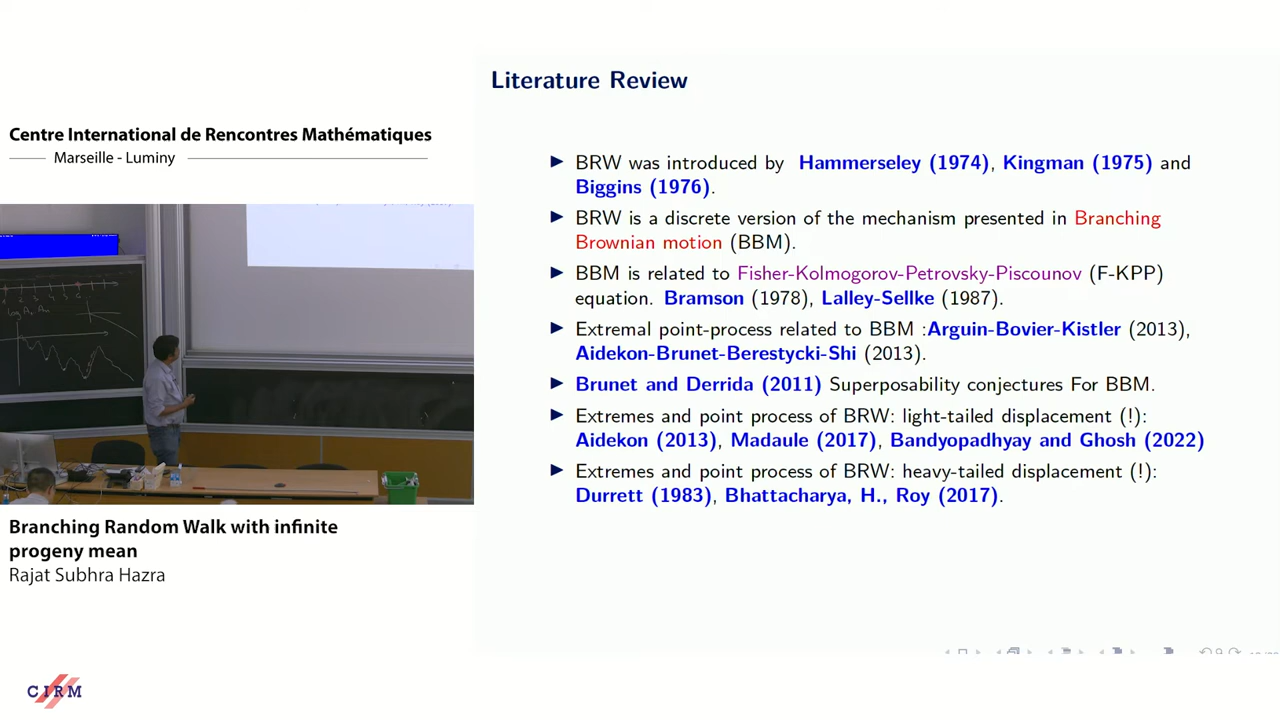 Centre International de Rencontres Mathématiques
Marseille - Luminy
Branching Random Walk with infinite
progeny mean
Rajat Subhra Hazra
CIRM
Literature Review
▶ BRW was introduced by Hammerseley (1974), Kingman (1975) and
Biggins (1976).
▶ BRW is a discrete version of the mechanism presented in Branching
Brownian motion (BBM).
▶ BBM is related to Fisher-Kolmogorov-Petrovsky-Piscounov (F-KPP)
equation. Bramson (1978), Lalley-Sellke (1987).
▶ Extremal point-process related to BBM :Arguin-Bovier-Kistler (2013),
Aidekon-Brunet-Berestycki-Shi (2013).
▶ Brunet and Derrida (2011) Superposability conjectures For BBM.
▶ Extremes and point process of BRW: light-tailed displacement (!):
Aidekon (2013), Madaule (2017), Bandyopadhyay and Ghosh (2022)
▶ Extremes and point process of BRW: heavy-tailed displacement (!):
Durrett (1983), Bhattacharya, H., Roy (2017).